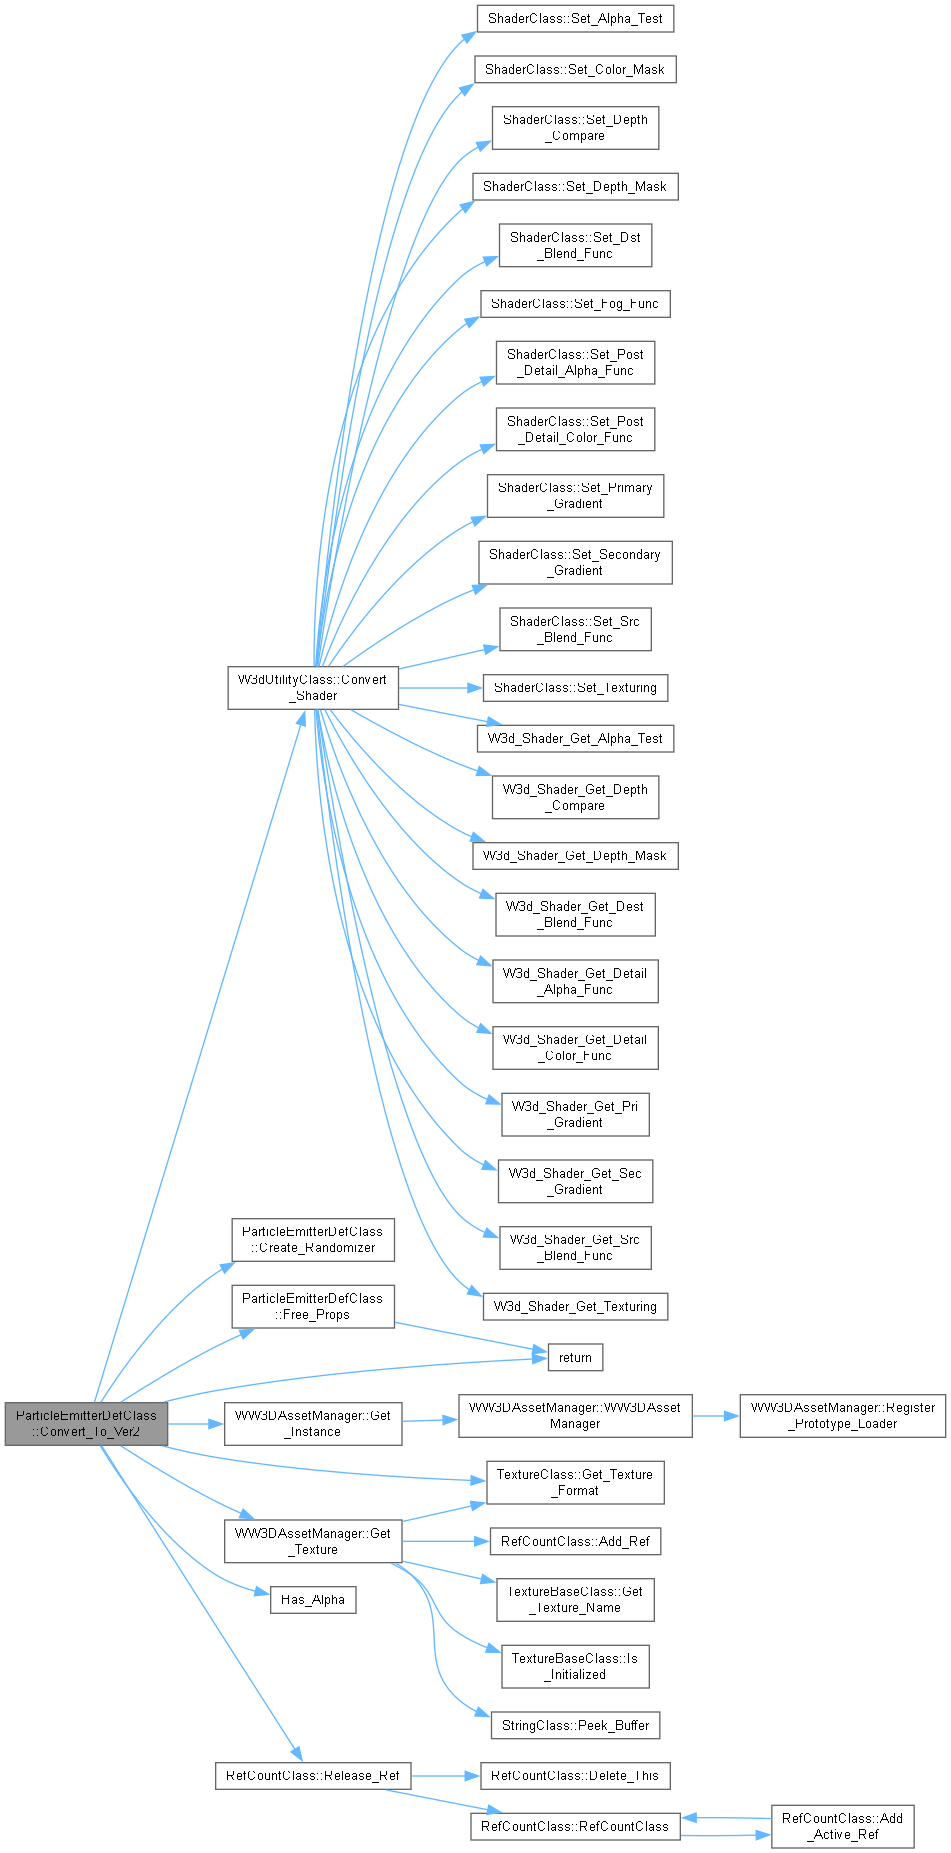 ShaderClass::Set_Alpha_Test
ShaderClass::Set_Color_Mask
ShaderClass::Set_Depth
_Compare
ShaderClass::Set_Depth_Mask
ShaderClass::Set_Dst
_Blend_Func
ShaderClass::Set_Fog_Func
ShaderClass::Set_Post
_Detail_Alpha_Func
ShaderClass::Set_Post
_Detail_Color_Func
ShaderClass::Set_Primary
_Gradient
ShaderClass::Set_Secondary
_Gradient
ShaderClass::Set_Src
_Blend_Func
W3dUtilityClass::Convert
_Shader
ShaderClass::Set_Texturing
W3d_Shader_Get_Alpha_Test
W3d_Shader_Get_Depth
_Compare
W3d_Shader_Get_Depth_Mask
W3d_Shader_Get_Dest
_Blend_Func
W3d_Shader_Get_Detail
_Alpha_Func
W3d_Shader_Get_Detail
_Color_Func
W3d_Shader_Get_Pri
_Gradient
W3d_Shader_Get_Sec
_Gradient
W3d_Shader_Get_Src
_Blend_Func
ParticleEmitterDefClass
::Create_Randomizer
W3d_Shader_Get_Texturing
ParticleEmitterDefClass
::Free_Props
return
ParticleEmitterDefClass
::Convert_To_Ver2
WW3DAssetManager::Get
_Instance
WW3DAssetManager::WW3DAsset
Manager
WW3DAssetManager::Register
_Prototype_Loader
TextureClass::Get_Texture
_Format
WW3DAssetManager::Get
_Texture
RefCountClass::Add_Ref
TextureBaseClass::Get
_Texture_Name
Has_Alpha
TextureBaseClass::Is
_Initialized
StringClass::Peek_Buffer
RefCountClass::Release_Ref
RefCountClass::Delete_This
RefCountClass::RefCountClass
RefCountClass::Add
_Active_Ref